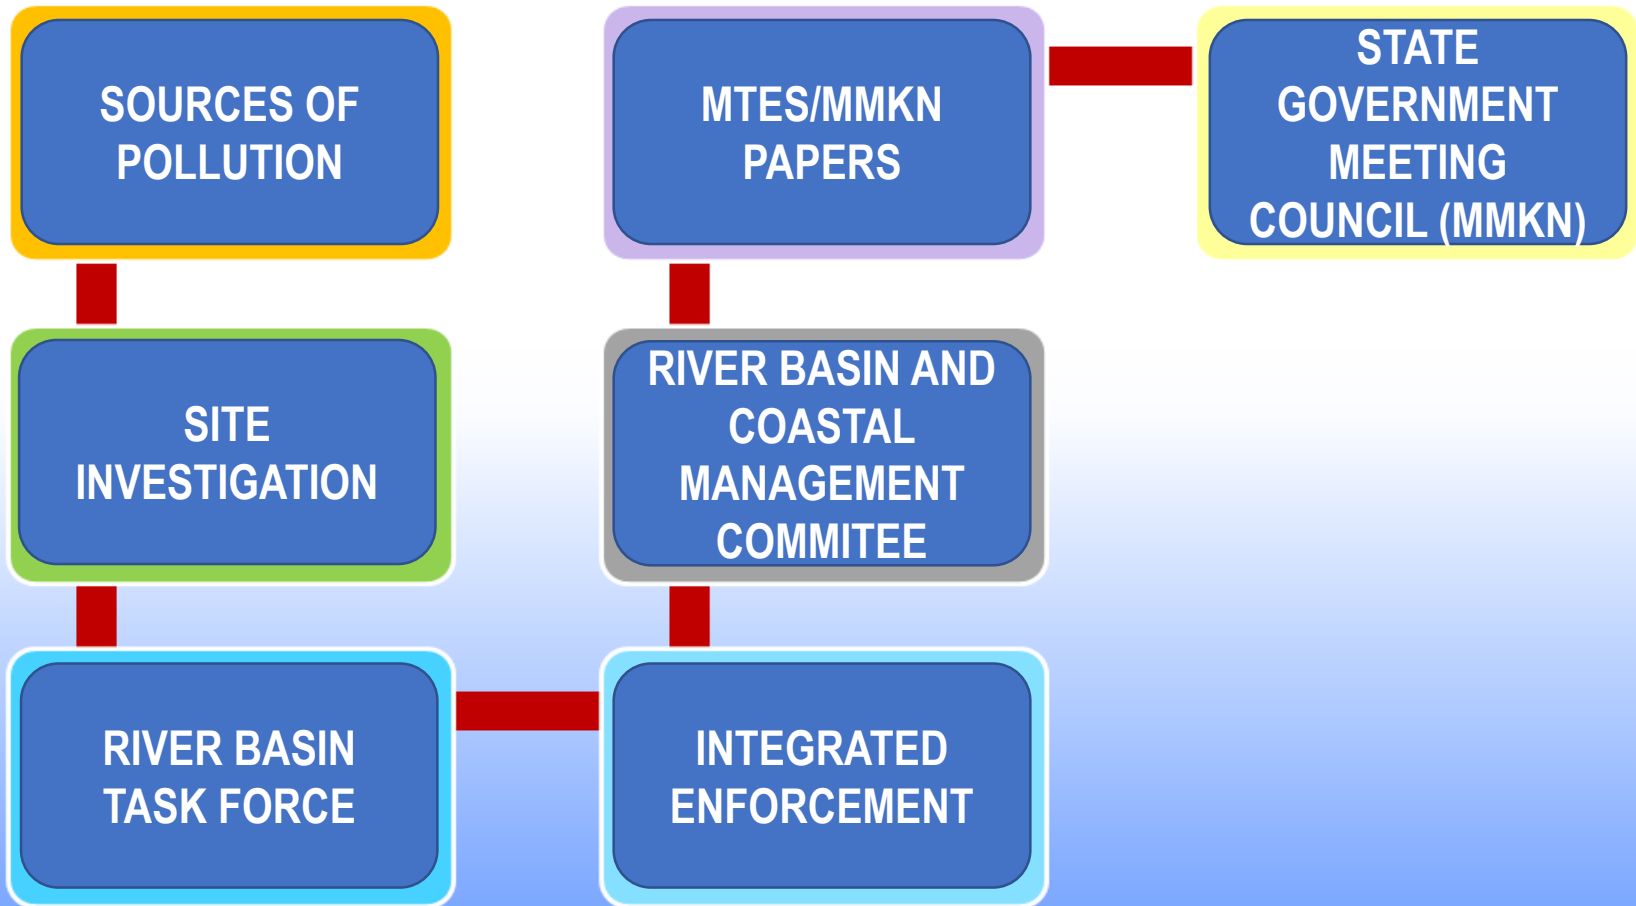 SOURCES OF
POLLUTION
SITE
INVESTIGATION
RIVER BASIN
TASK FORCE
INTEGRATED
ENFORCEMENT
RIVER BASIN AND
COASTAL
MANAGEMENT
COMMITEE
MTES/MMKN
PAPERS
STATE
GOVERNMENT
MEETING
COUNCIL (MMKN)